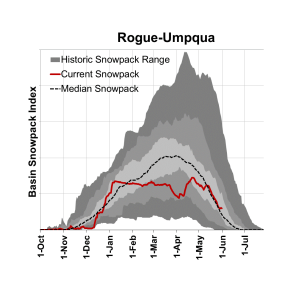 Rogue-Umpqua
Historic Snowpack Range
Current Snowpack
Median Snowpack
Basin Snowpack Index
1-Oct
1-Nov
1-Dec
1-Jan
1-Feb
1-Mar
1-Apr
1-May
1-Jun
1-Jul